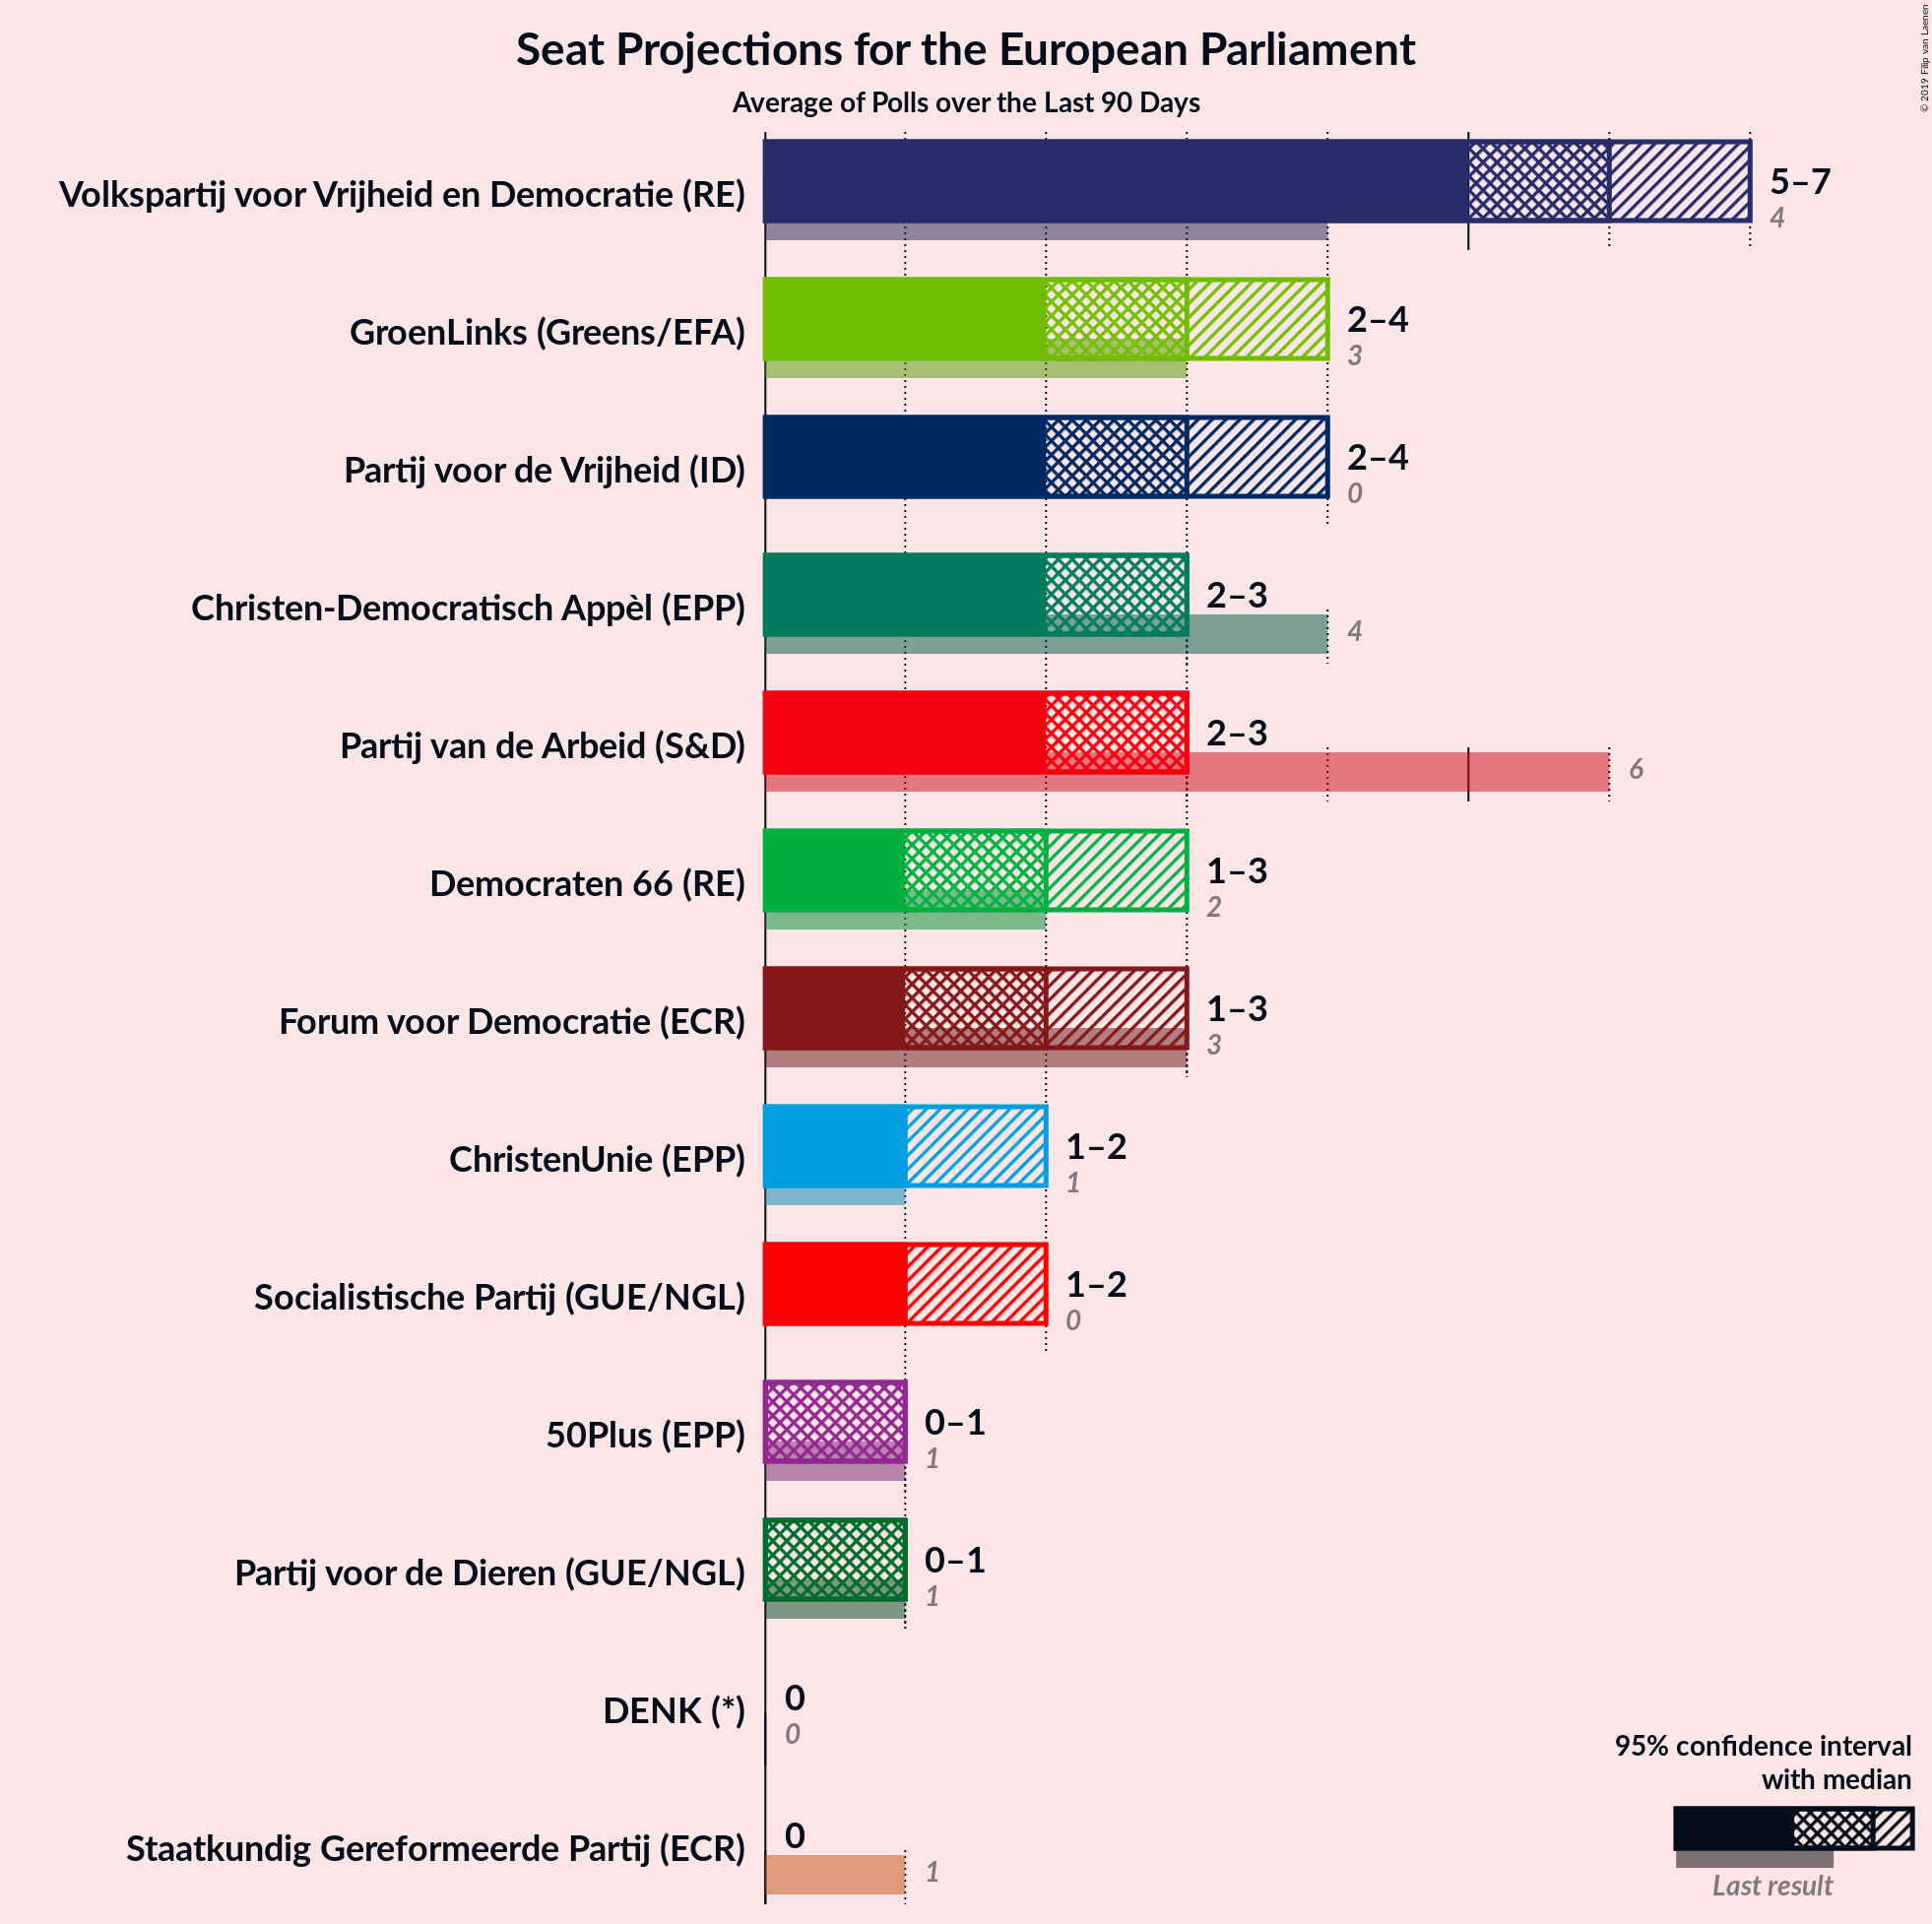 Seat Projections for the European Parliament
Average of Polls over the Last 90 Days
© 2019 Filip van Laenen
Volkspartij voor Vrijheid en Democratie (RE)
5–7
4
GroenLinks (Greens/EFA)
2–4
3
Partij voor de Vrijheid (ID)
2–4
0
Christen-Democratisch Appèl (EPP)
2–3
4
Partij van de Arbeid (S&D)
2–3
6
Democraten 66 (RE)
1–3
2
Forum voor Democratie (ECR)
1–3
3
ChristenUnie (EPP)
1–2
1
Socialistische Partij (GUE/NGL)
1–2
0
50Plus (EPP)
0–1
1
Partij voor de Dieren (GUE/NGL)
0–1
1
DENK (*)
0
0
Staatkundig Gereformeerde Partij (ECR)
0
1
95% confidence interval
with median
Last result